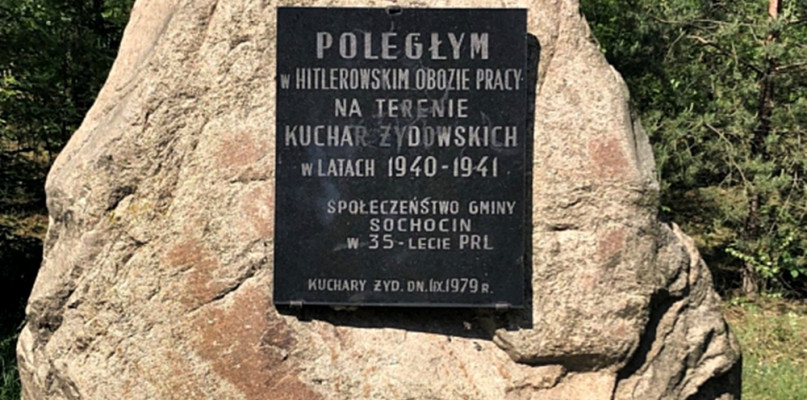 POLEGŁYM
W HITLEROWSKIM OBOZIE PRACY
NA TERENIE
KUCHAR ŻYDOWSKICH
W LATACH 1940-1941
SPOŁECZEŃSTWO GMINY
SOCHOCIN
W 35-LECIE PRL
KUCHARY ŻYD. DN. 1.IX.1979 R.